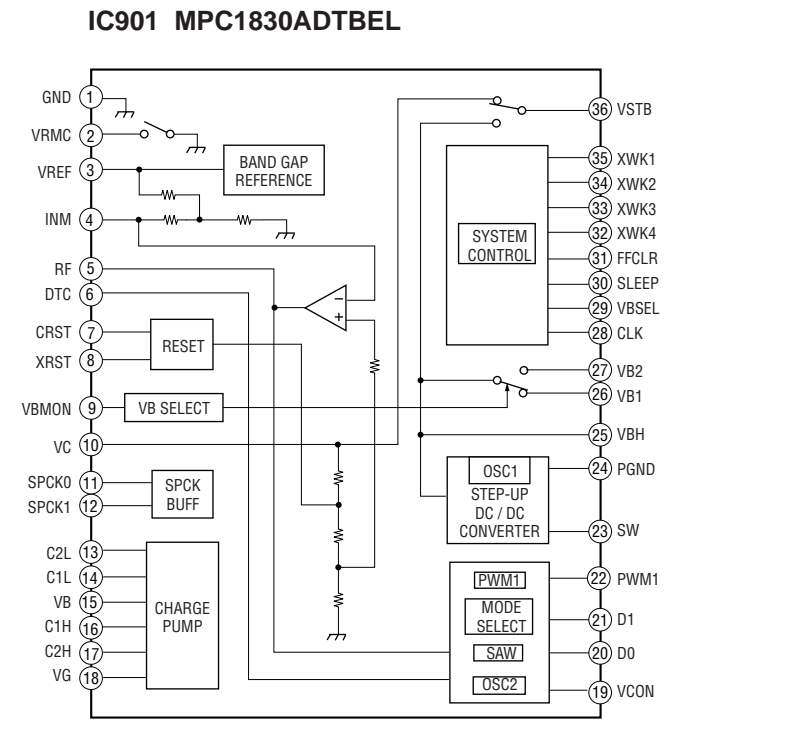 IC901 MPC1830ADTBEL
GND 1
VRMC 2
VREF 3
INM 4
RF 5
DTC 6
CRST 7
XRST 8
VBMON 9
VC 10
SPCK0 11
SPCK1 12
C2L 13
C1L 14
VB 15
C1H 16
C2H 17
VG 18
BAND GAP
REFERENCE
−
+
RESET
VB SELECT
SPCK
BUFF
CHARGE
PUMP
SYSTEM
CONTROL
OSC1
STEP-UP
DC / DC
CONVERTER
PWM1
MODE
SELECT
SAW
OSC2
36 VSTB
35 XWK1
34 XWK2
33 XWK3
32 XWK4
31 FFCLR
30 SLEEP
29 VBSEL
28 CLK
27 VB2
26 VB1
25 VBH
24 PGND
23 SW
22 PWM1
21 D1
20 D0
19 VCON